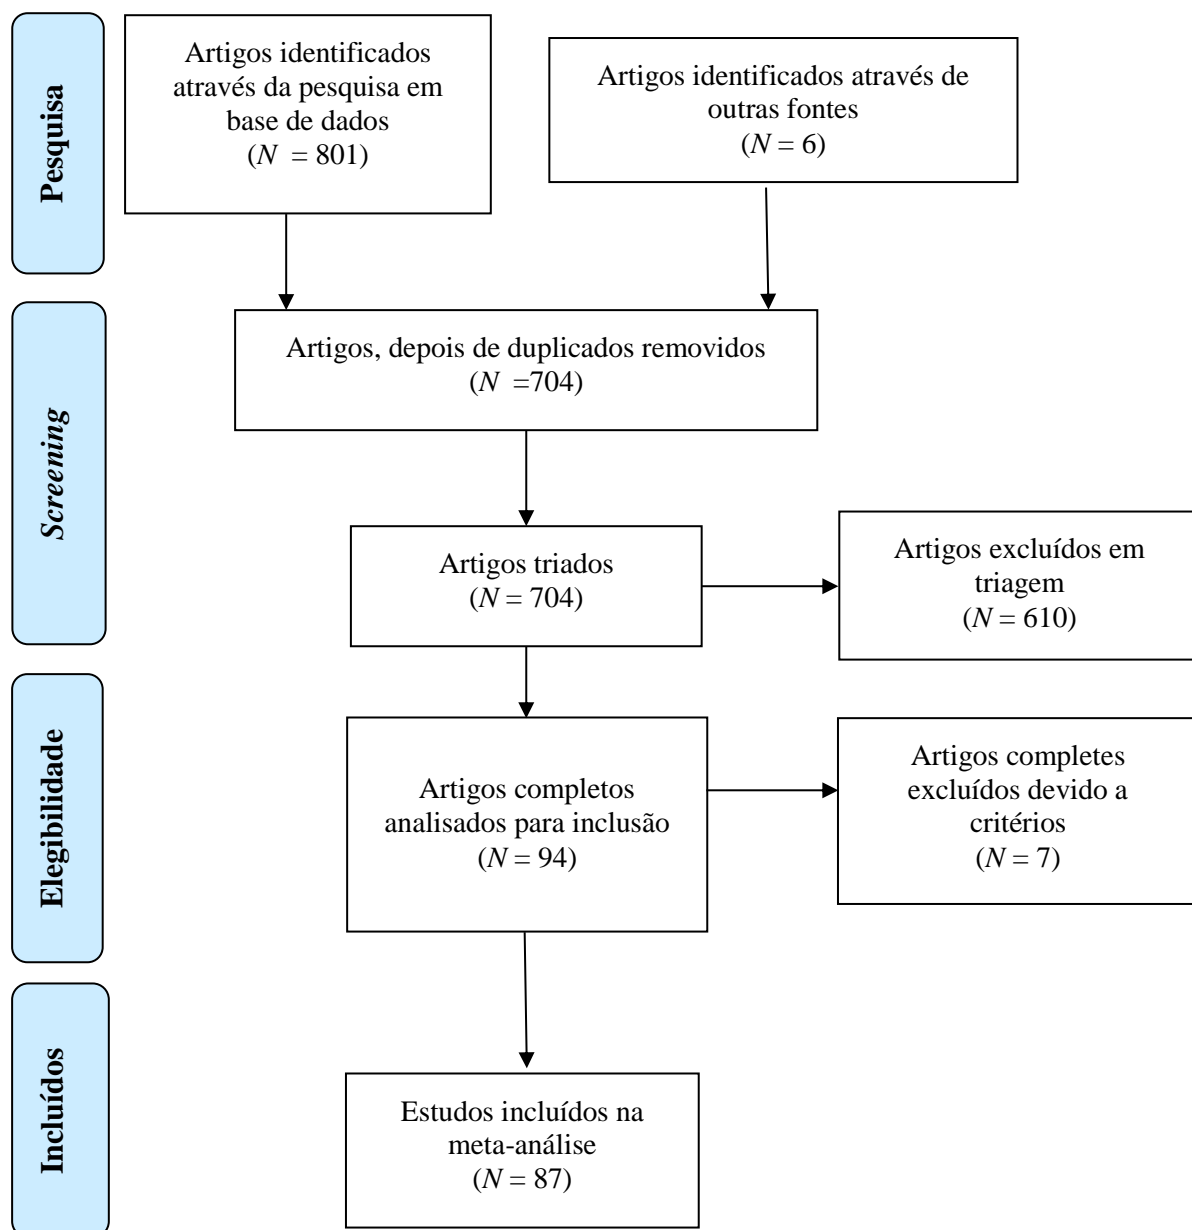 Pesquisa
Artigos identificados
através da pesquisa em
base de dados
(N = 801)
Artigos identificados através de
outras fontes
(N = 6)
Screening
Artigos, depois de duplicados removidos
(N =704)
Artigos triados
(N = 704)
Artigos excluídos em
triagem
(N = 610)
Elegibilidade
Artigos completos
analisados para inclusão
(N = 94)
Artigos completes
excluídos devido a
critérios
(N = 7)
Incluídos
Estudos incluídos na
meta-análise
(N = 87)